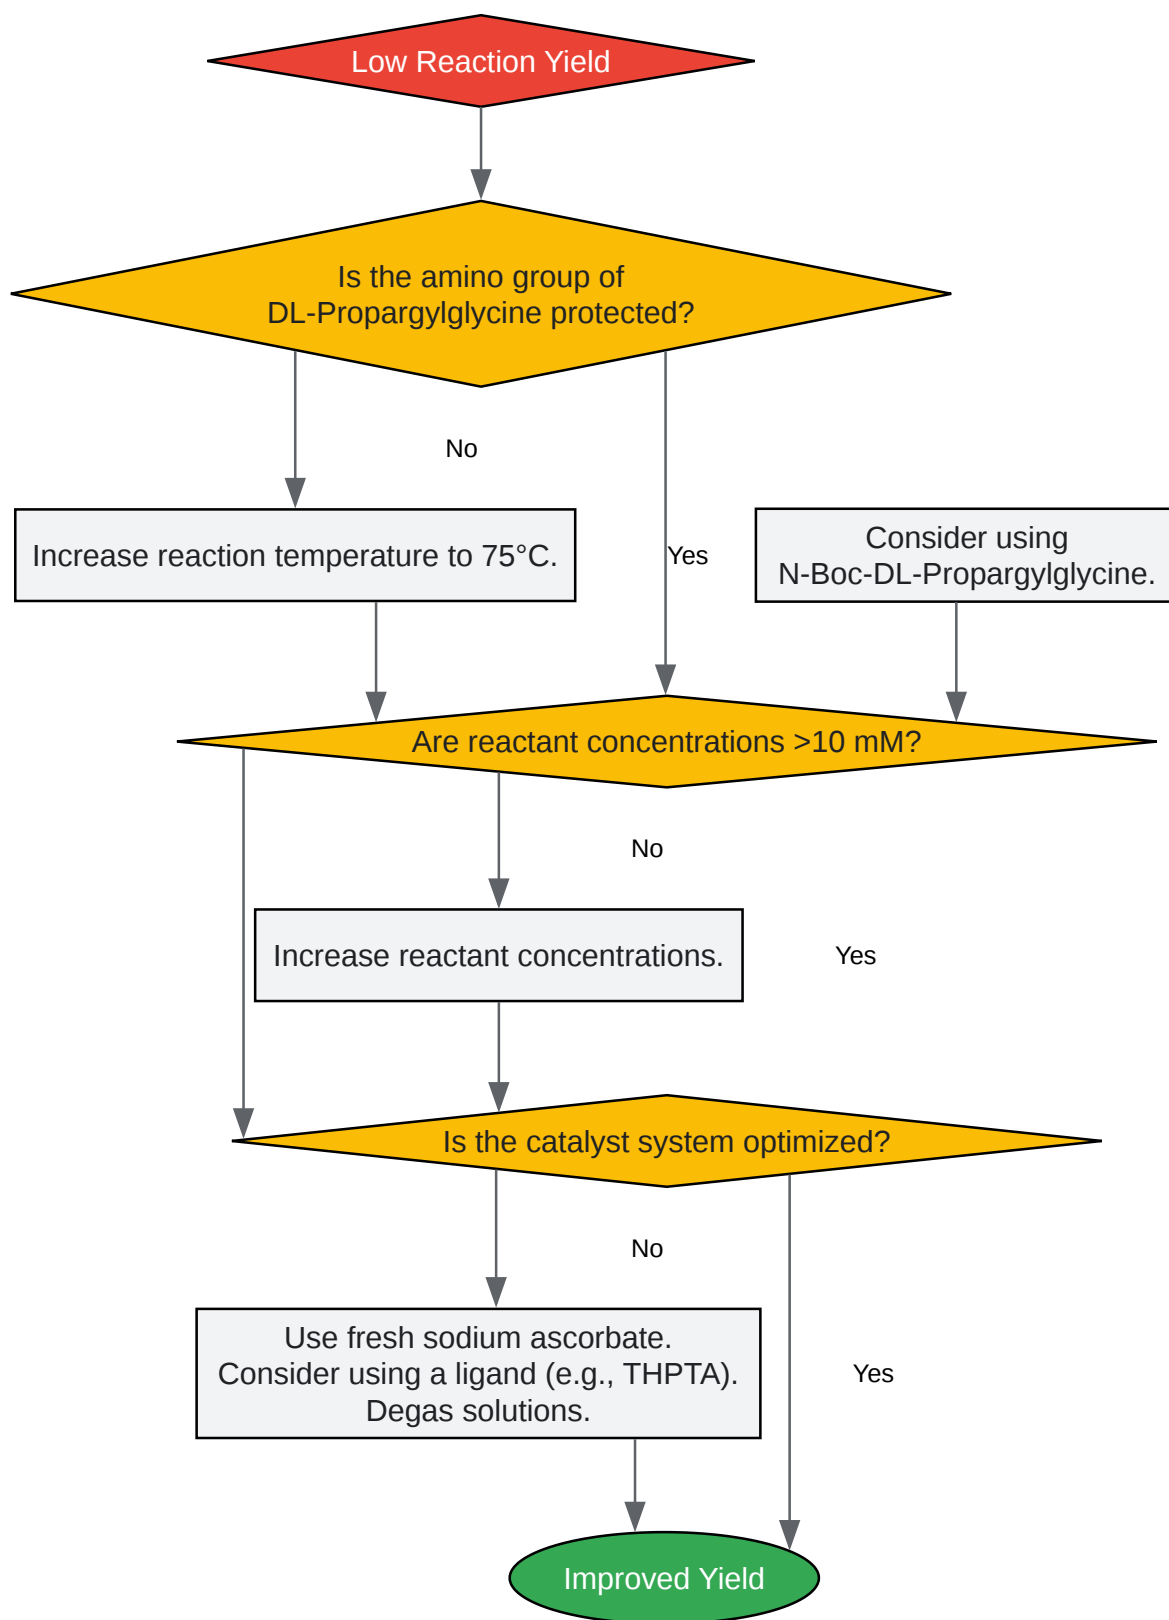 Low Reaction Yield
Is the amino group of
DL-Propargylglycine protected?
No
Increase reaction temperature to 75°C.
Yes
Consider using
N-Boc-DL-Propargylglycine.
Are reactant concentrations >10 mM?
No
Increase reactant concentrations.
Yes
Is the catalyst system optimized?
No
Use fresh sodium ascorbate.
Consider using a ligand (e.g., THPTA).
Degas solutions.
Yes
Improved Yield